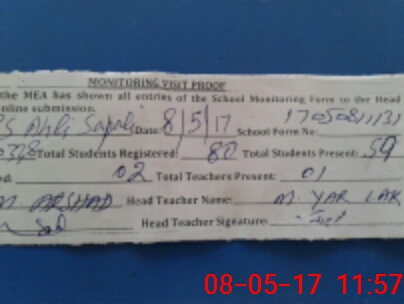 MONITORING VISIT PROOF
the MEA has shown all entries of the School Monitoring Form to the Head
nline submission.
Date: 8/5/17 School Form No: 17050811131
Total Students Registered: 80 Total Students Present: 59
02 Total Teachers Present: 01
M ARSHAD Head Teacher Name: M. YAR
Head Teacher Signature:
08-05-17 11:57